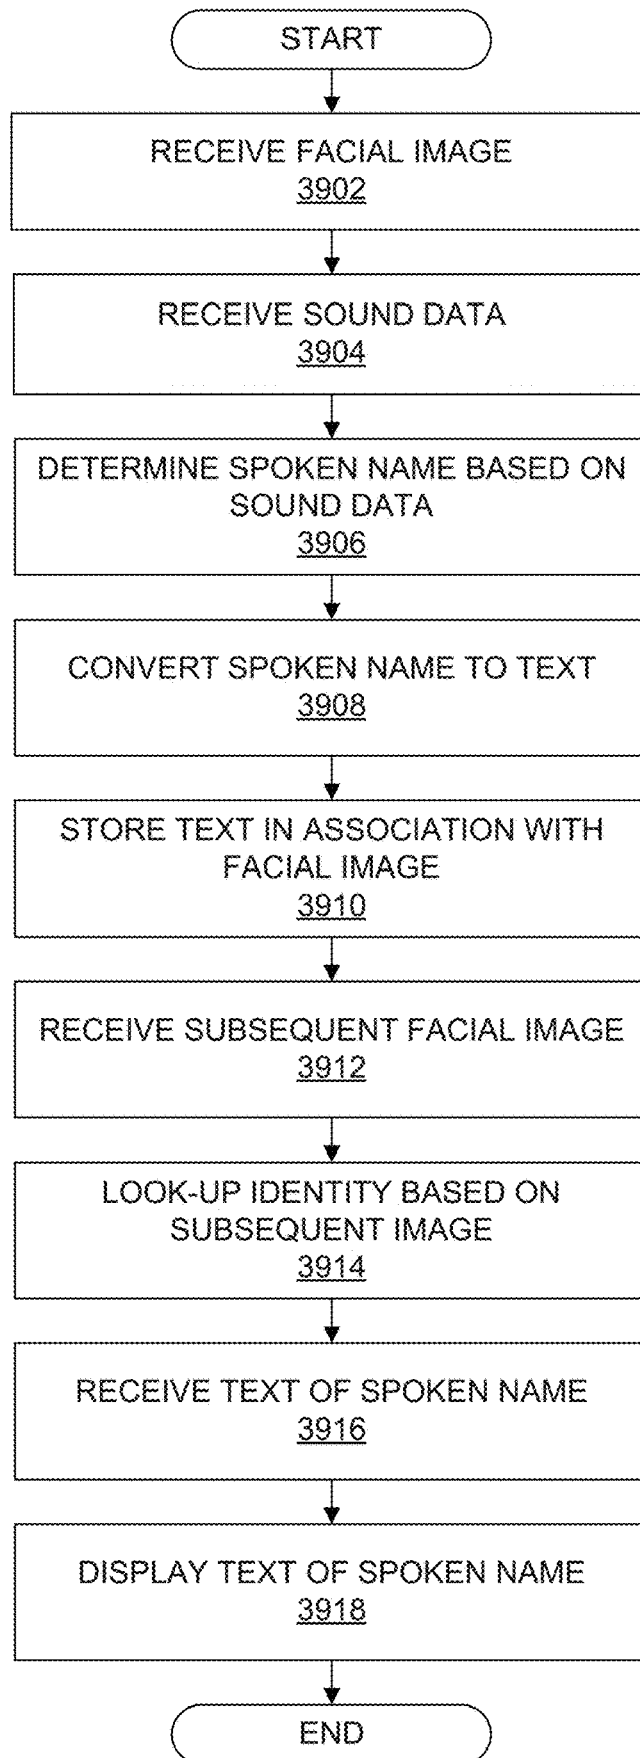 START
RECEIVE FACIAL IMAGE
3902
RECEIVE SOUND DATA
3904
DETERMINE SPOKEN NAME BASED ON
SOUND DATA
3906
CONVERT SPOKEN NAME TO TEXT
3908
STORE TEXT IN ASSOCIATION WITH
FACIAL IMAGE
3910
RECEIVE SUBSEQUENT FACIAL IMAGE
3912
LOOK-UP IDENTITY BASED ON
SUBSEQUENT IMAGE
3914
RECEIVE TEXT OF SPOKEN NAME
3916
DISPLAY TEXT OF SPOKEN NAME
3918
END